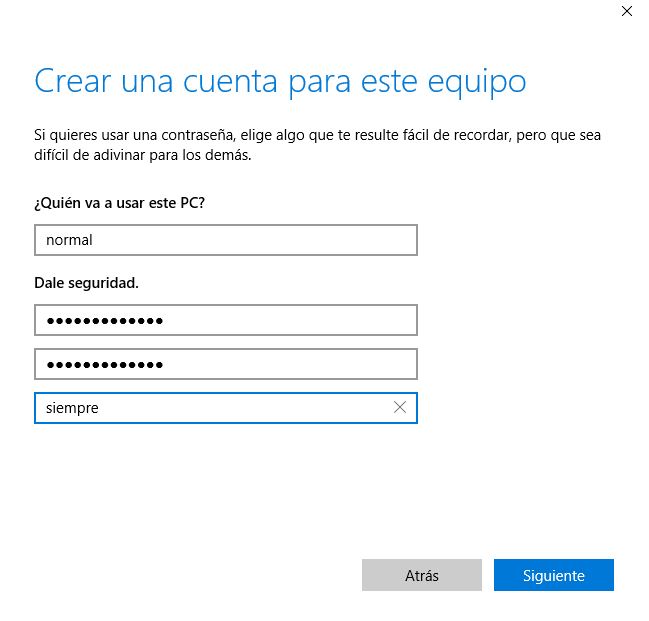 Crear una cuenta para este equipo
Si quieres usar una contraseña, elige algo que te resulte fácil de recordar, pero que sea
difícil de adivinar para los demás.
¿Quién va a usar este PC?
normal
Dale seguridad.
●●●●●●●●●●●●●
●●●●●●●●●●●●●
siempre
Atrás Siguiente